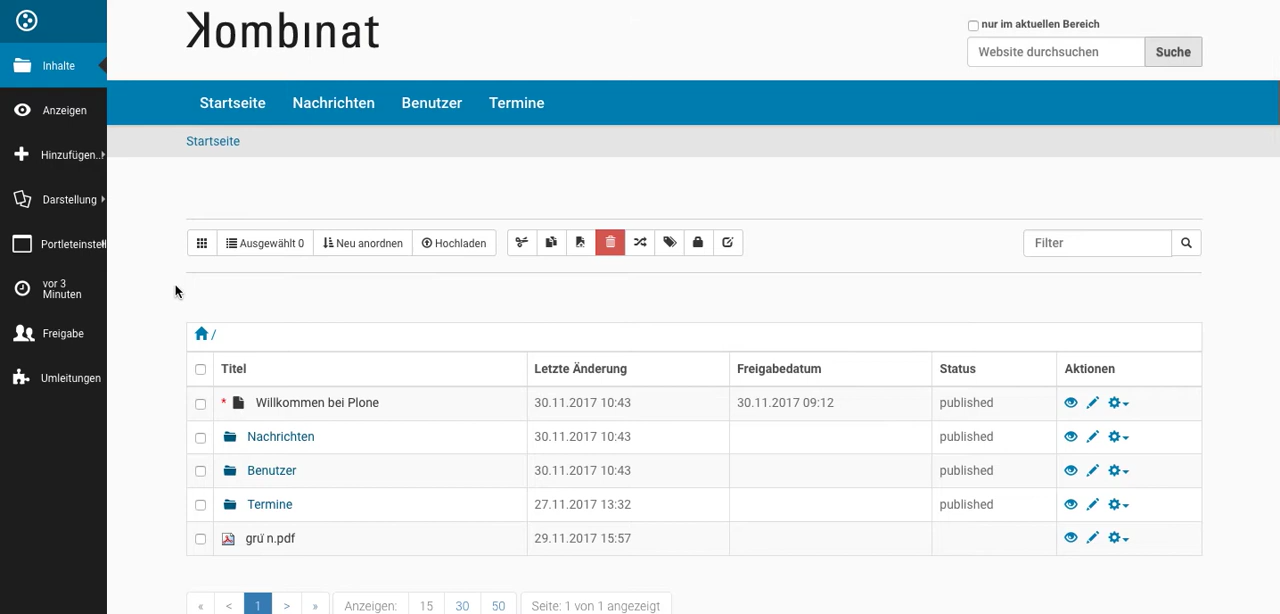 Kombinat
nur im aktuellen Bereich
Website durchsuchen Suche
Inhalte
Anzeigen
Hinzufügen..
Darstellung
Portleteinstell
vor 3
Minuten
Freigabe
Umleitungen
Startseite Nachrichten Benutzer Termine
Startseite
Ausgewählt 0 Neu anordnen Hochladen Filter
/
Titel Letzte Änderung Freigabedatum Status Aktionen
* Willkommen bei Plone 30.11.2017 10:43 30.11.2017 09:12 published
Nachrichten 30.11.2017 10:43 published
Benutzer 30.11.2017 10:43 published
Termine 27.11.2017 13:32 published
grü n.pdf 29.11.2017 15:57
« < 1 > » Anzeigen: 15 30 50 Seite: 1 von 1 angezeigt